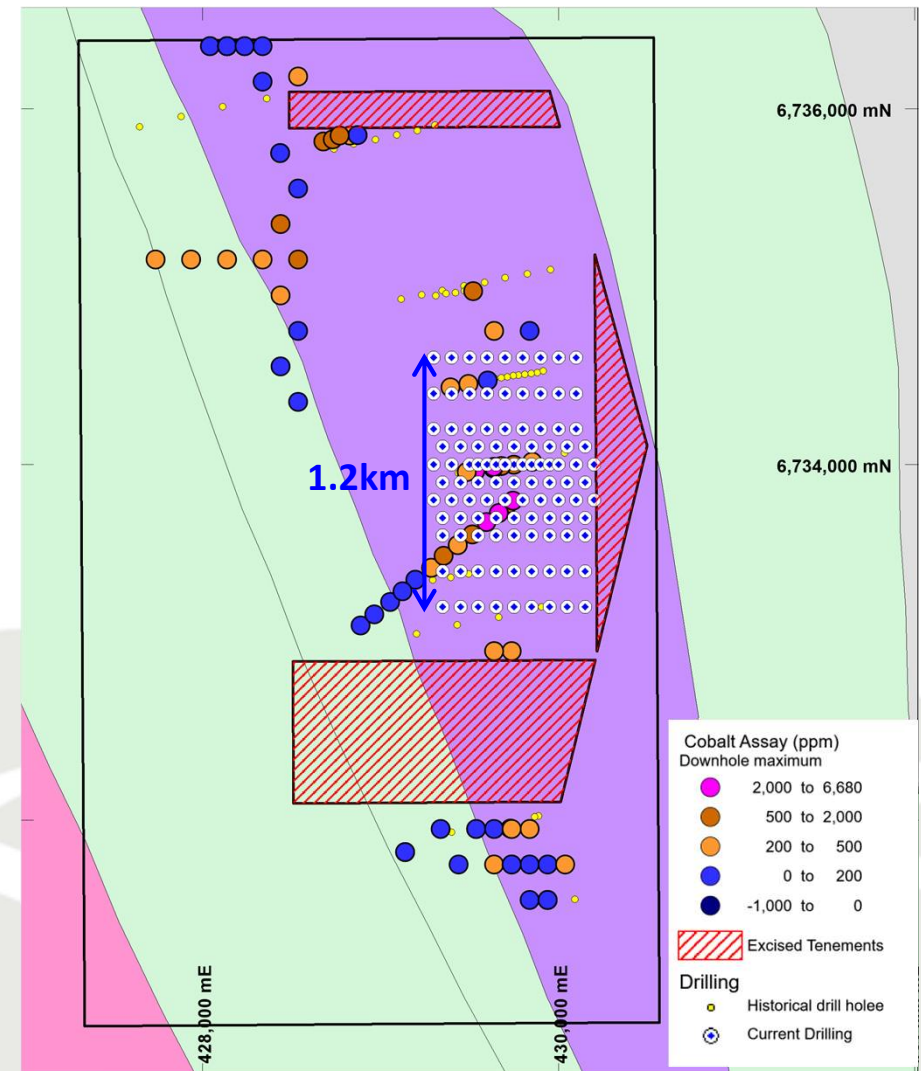 6,736,000 mN
6,734,000 mN
1.2km
428,000 mE
430,000 mE
Cobalt Assay (ppm)
Downhole maximum
2,000 to 6,680
500 to 2,000
200 to 500
0 to 200
-1,000 to 0
Excised Tenements
Drilling
Historical drill holee
Current Drilling